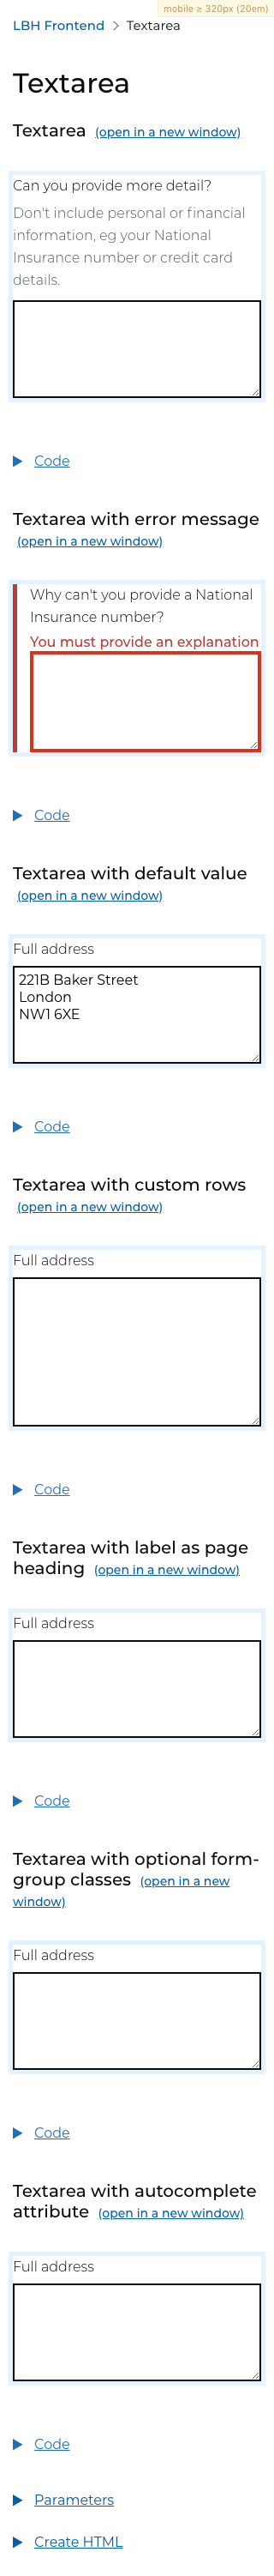 mobile ≥ 320px (20em)
LBH Frontend > Textarea
Textarea
Textarea (open in a new window)
Can you provide more detail?
Don't include personal or financial
information, eg your National
Insurance number or credit card
details.
Code
Textarea with error message
(open in a new window)
Why can't you provide a National
Insurance number?
You must provide an explanation
Code
Textarea with default value
(open in a new window)
Full address
221B Baker Street
London
NW1 6XE
Code
Textarea with custom rows
(open in a new window)
Full address
Code
Textarea with label as page
heading (open in a new window)
Full address
Code
Textarea with optional form-
group classes (open in a new
window)
Full address
Code
Textarea with autocomplete
attribute (open in a new window)
Full address
Code
Parameters
Create HTML